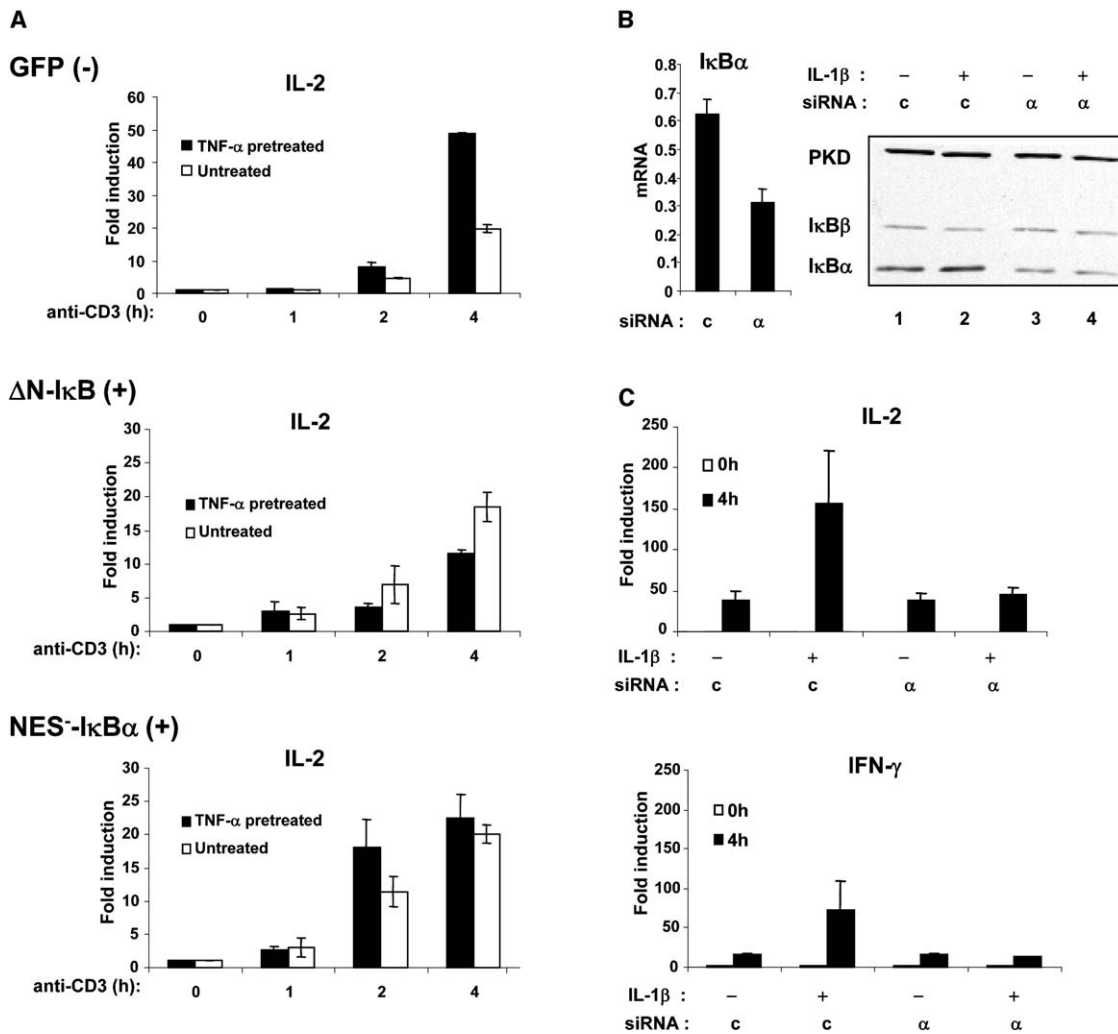 A
GFP (-)
IL-2
Fold induction
60
50
40
30
20
10
0
TNF-α pretreated
Untreated
anti-CD3 (h): 0 1 2 4
ΔN-IκB (+)
IL-2
Fold induction
30
25
20
15
10
5
0
TNF-α pretreated
Untreated
anti-CD3 (h): 0 1 2 4
NES⁻-IκBα (+)
IL-2
Fold induction
30
25
20
15
10
5
0
TNF-α pretreated
Untreated
anti-CD3 (h): 0 1 2 4
B
IκBα
mRNA
0.8
0.7
0.6
0.5
0.4
0.3
0.2
0.1
0
siRNA : c α
IL-1β : – + – +
siRNA : c c α α
PKD
IκBβ
IκBα
1 2 3 4
C
IL-2
Fold induction
250
200
150
100
50
0
0h
4h
IL-1β : – + – +
siRNA : c c α α
IFN-γ
Fold induction
250
200
150
100
50
0
0h
4h
IL-1β : – + – +
siRNA : c c α α